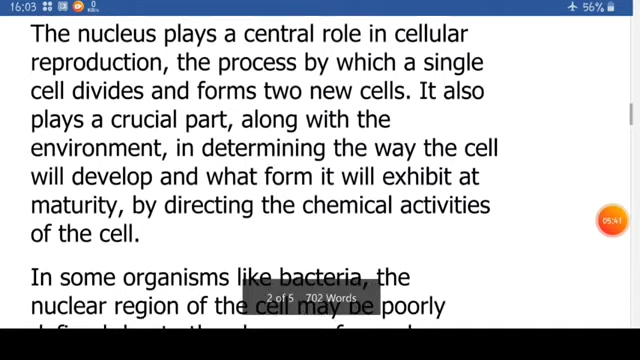 16:03 0 KB/s 56%
The nucleus plays a central role in cellular
reproduction, the process by which a single
cell divides and forms two new cells. It also
plays a crucial part, along with the
environment, in determining the way the cell
will develop and what form it will exhibit at
maturity, by directing the chemical activities
of the cell.
05:41
In some organisms like bacteria, the
2 of 5 702 Words
nuclear region of the cell may be poorly